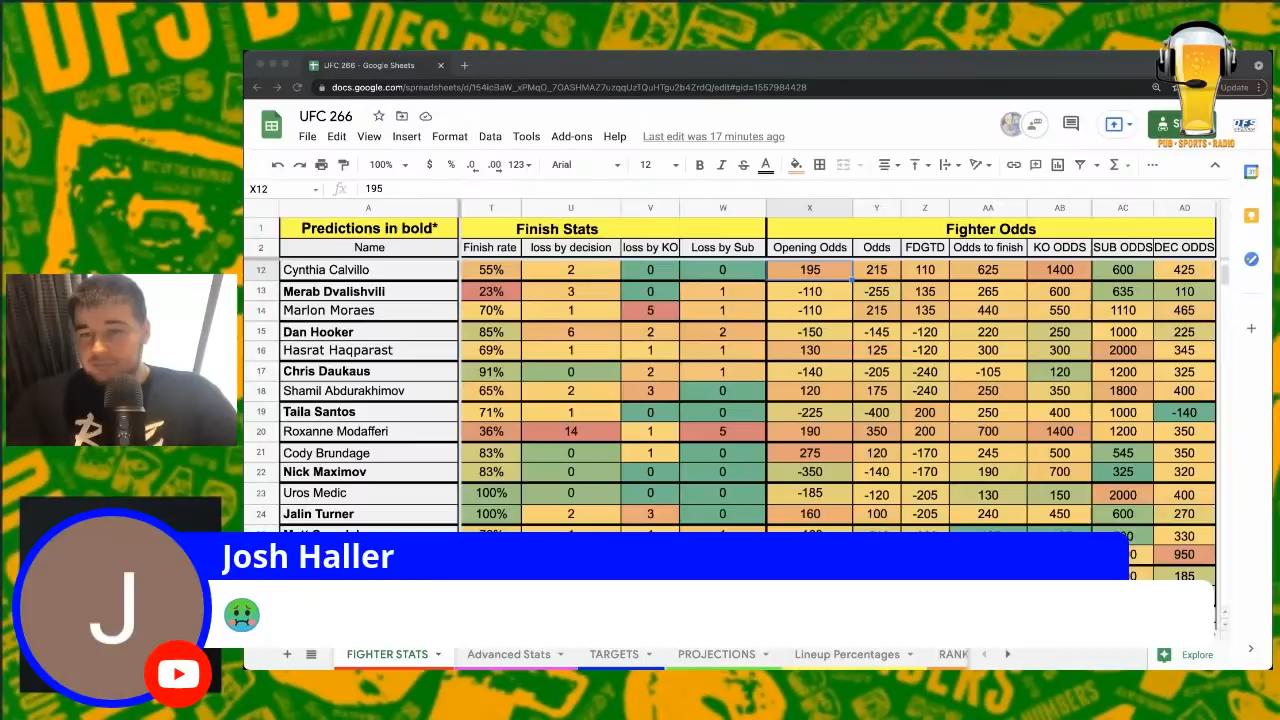 UFC 266 - Google Sheets
docs.google.com/spreadsheets/d/154lcBaW_xPMqO_7OASHMAZ7uzqqUzTQuHTgu2b4ZrdQ/edit#gid=1557984428
Update
UFC 266
File Edit View Insert Format Data Tools Add-ons Help Last edit was 17 minutes ago
PUB • SPORTS • RADIO
100% $ % .0 .00 123 Arial 12 B I S A
X12 fx 195
A T U V W X Y Z AA AB AC AD
1 Predictions in bold* Finish Stats Fighter Odds
2 Name Finish rate loss by decision loss by KO Loss by Sub Opening Odds Odds FDGTD Odds to finish KO ODDS SUB ODDS DEC ODDS
12 Cynthia Calvillo 55% 2 0 0 195 215 110 625 1400 600 425
13 Merab Dvalishvili 23% 3 0 1 -110 -255 135 265 600 635 110
14 Marlon Moraes 70% 1 5 1 -110 215 135 440 550 1110 465
15 Dan Hooker 85% 6 2 2 -150 -145 -120 220 250 1000 225
16 Hasrat Haqparast 69% 1 1 1 130 125 -120 300 300 2000 345
17 Chris Daukaus 91% 0 2 1 -140 -205 -240 -105 120 1200 325
18 Shamil Abdurakhimov 65% 2 3 0 120 175 -240 250 350 1800 400
19 Taila Santos 71% 1 0 0 -225 -400 200 250 400 1000 -140
20 Roxanne Modafferi 36% 14 1 5 190 350 200 700 1400 1200 350
21 Cody Brundage 83% 0 1 0 275 120 -170 245 500 545 350
22 Nick Maximov 83% 0 0 0 -350 -140 -170 190 700 325 320
23 Uros Medic 100% 0 0 0 -185 -120 -205 130 150 2000 400
24 Jalin Turner 100% 2 3 0 160 100 -205 240 450 600 270
330
950
185
Josh Haller
J
FIGHTER STATS Advanced Stats TARGETS PROJECTIONS Lineup Percentages RANK
Explore